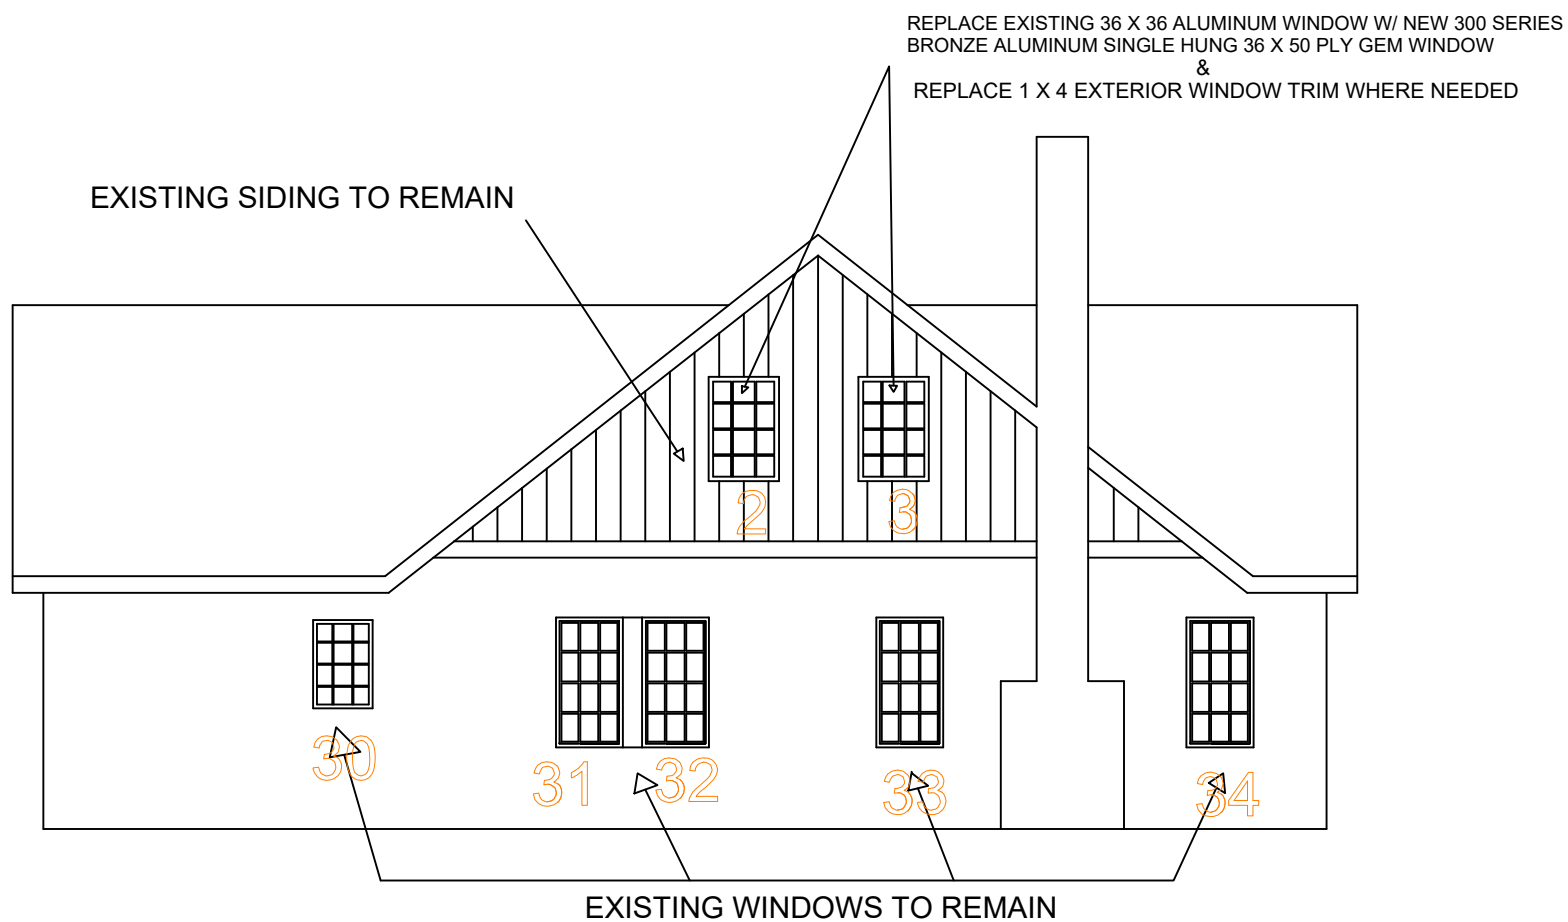 REPLACE EXISTING 36 X 36 ALUMINUM WINDOW W/ NEW 300 SERIES
BRONZE ALUMINUM SINGLE HUNG 36 X 50 PLY GEM WINDOW
&
REPLACE 1 X 4 EXTERIOR WINDOW TRIM WHERE NEEDED
EXISTING SIDING TO REMAIN
2
3
30
31
32
33
34
EXISTING WINDOWS TO REMAIN